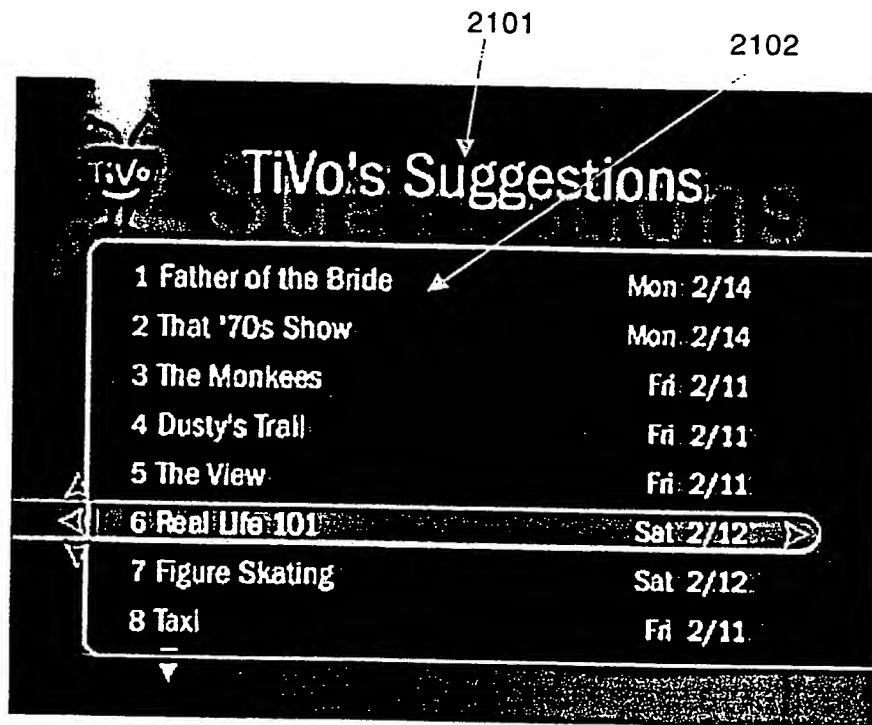 2101
2102
TiVo
TiVo's Suggestions
1 Father of the Bride Mon 2/14
2 That '70s Show Mon 2/14
3 The Monkees Fri 2/11
4 Dusty's Trail Fri 2/11
5 The View Fri 2/11
6 Real Life 101 Sat 2/12
7 Figure Skating Sat 2/12
8 Taxi Fri 2/11